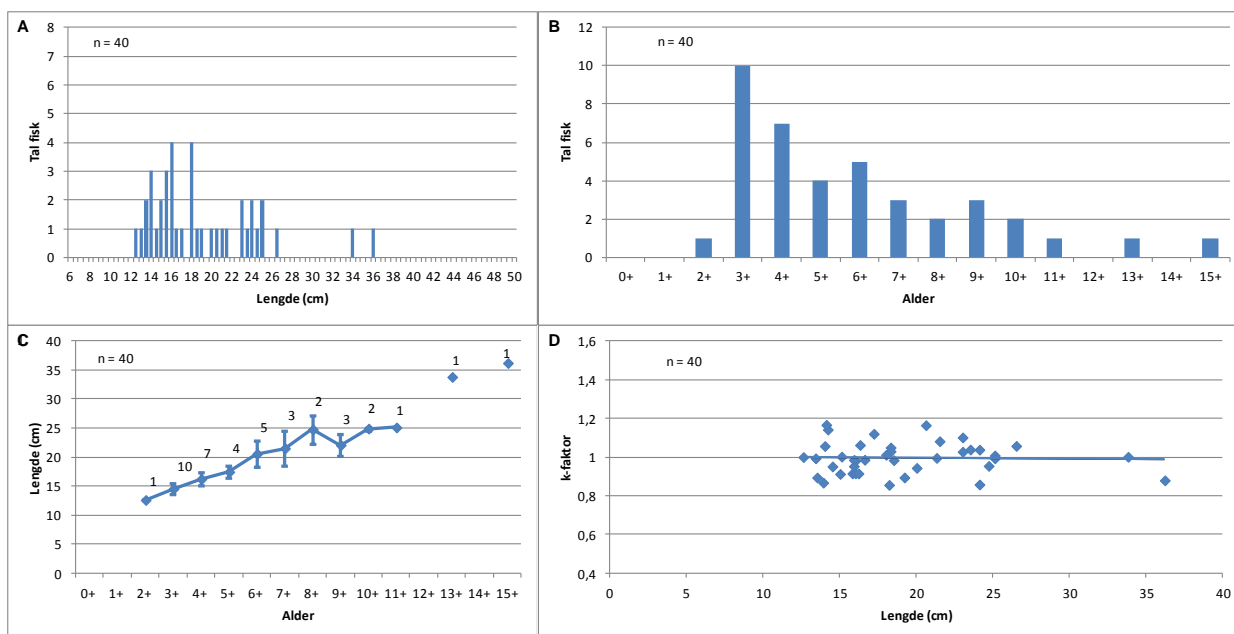 A
n = 40
Tal fisk
8
7
6
5
4
3
2
1
0
6 8 10 12 14 16 18 20 22 24 26 28 30 32 34 36 38 40 42 44 46 48 50
Lengde (cm)
B
n = 40
Tal fisk
12
10
8
6
4
2
0
0+ 1+ 2+ 3+ 4+ 5+ 6+ 7+ 8+ 9+ 10+ 11+ 12+ 13+ 14+ 15+
Alder
C
n = 40
Lengde (cm)
40
35
30
25
20
15
10
5
0
1 10 7 4 5 3 2 3 2 1 1 1
0+ 1+ 2+ 3+ 4+ 5+ 6+ 7+ 8+ 9+ 10+ 11+ 12+ 13+ 14+ 15+
Alder
D
n = 40
k-faktor
1,6
1,4
1,2
1
0,8
0,6
0,4
0 5 10 15 20 25 30 35 40
Lengde (cm)